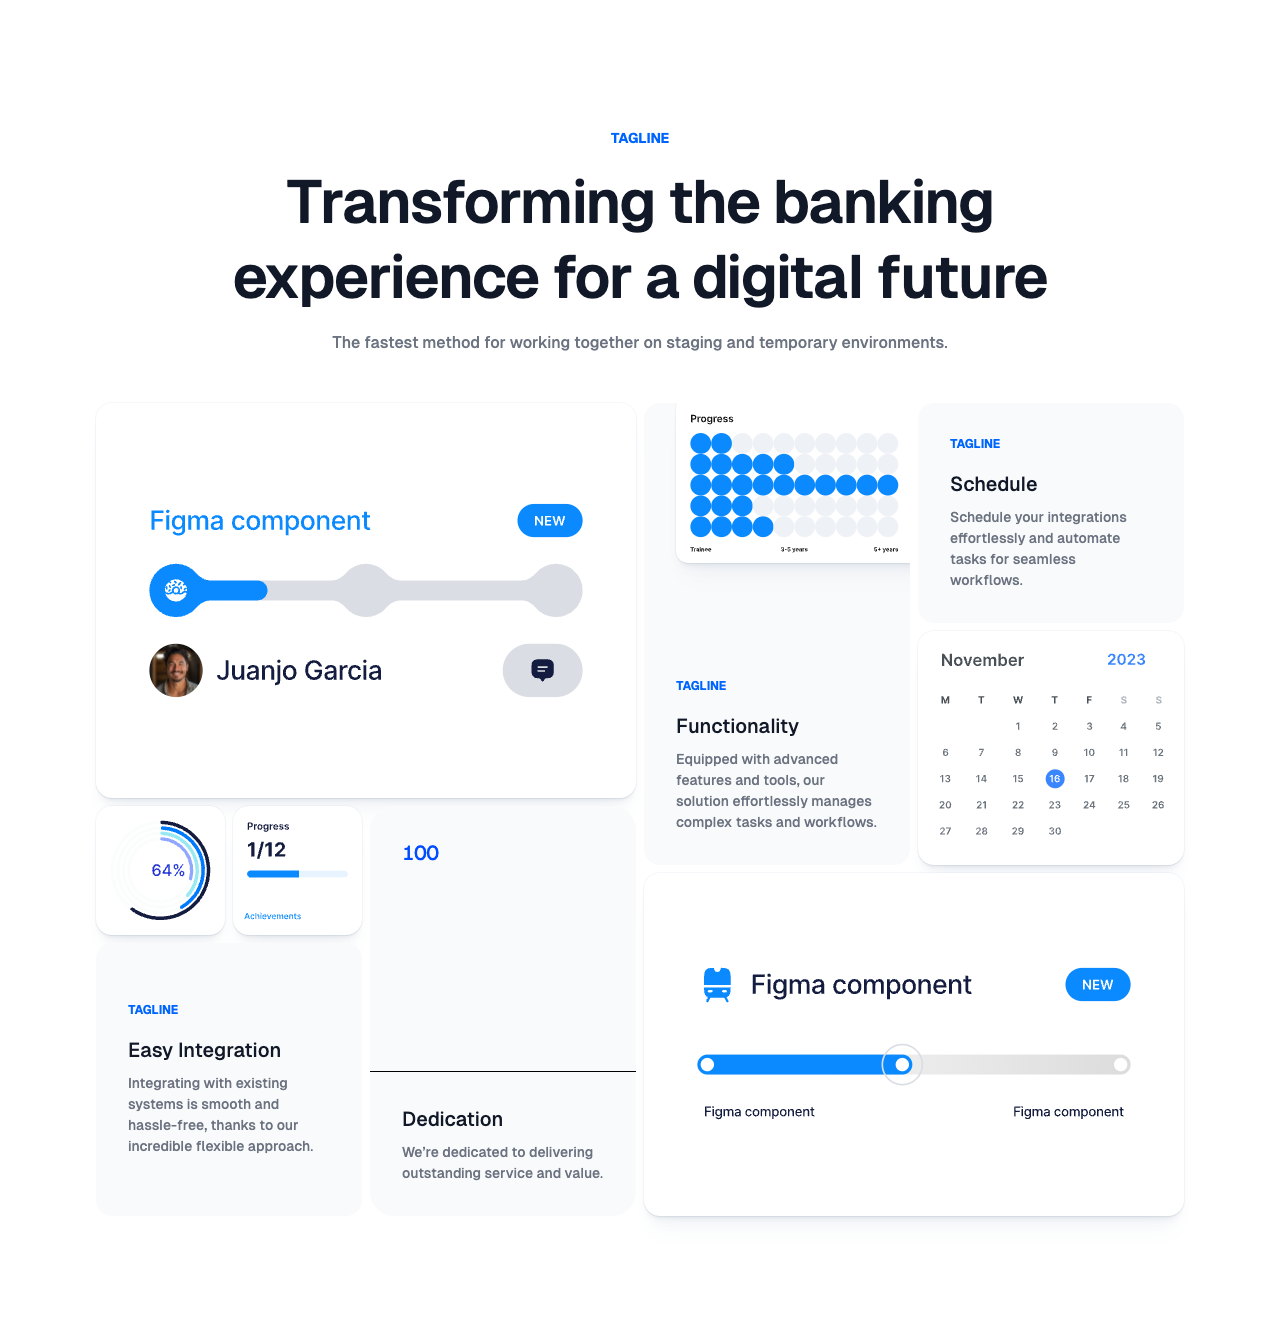 TAGLINE
Transforming the banking
experience for a digital future
The fastest method for working together on staging and temporary environments.
Figma component
NEW
Juanjo Garcia
Progress
Trainee 3-5 years 5+ years
TAGLINE
Functionality
Equipped with advanced
features and tools, our
solution effortlessly manages
complex tasks and workflows.
TAGLINE
Schedule
Schedule your integrations
effortlessly and automate
tasks for seamless
workflows.
November 2023
M T W T F S S
1 2 3 4 5
6 7 8 9 10 11 12
13 14 15 16 17 18 19
20 21 22 23 24 25 26
27 28 29 30
64%
Progress
1/12
Achievements
TAGLINE
Easy Integration
Integrating with existing
systems is smooth and
hassle-free, thanks to our
incredible flexible approach.
100
Dedication
We’re dedicated to delivering
outstanding service and value.
Figma component
NEW
Figma component Figma component